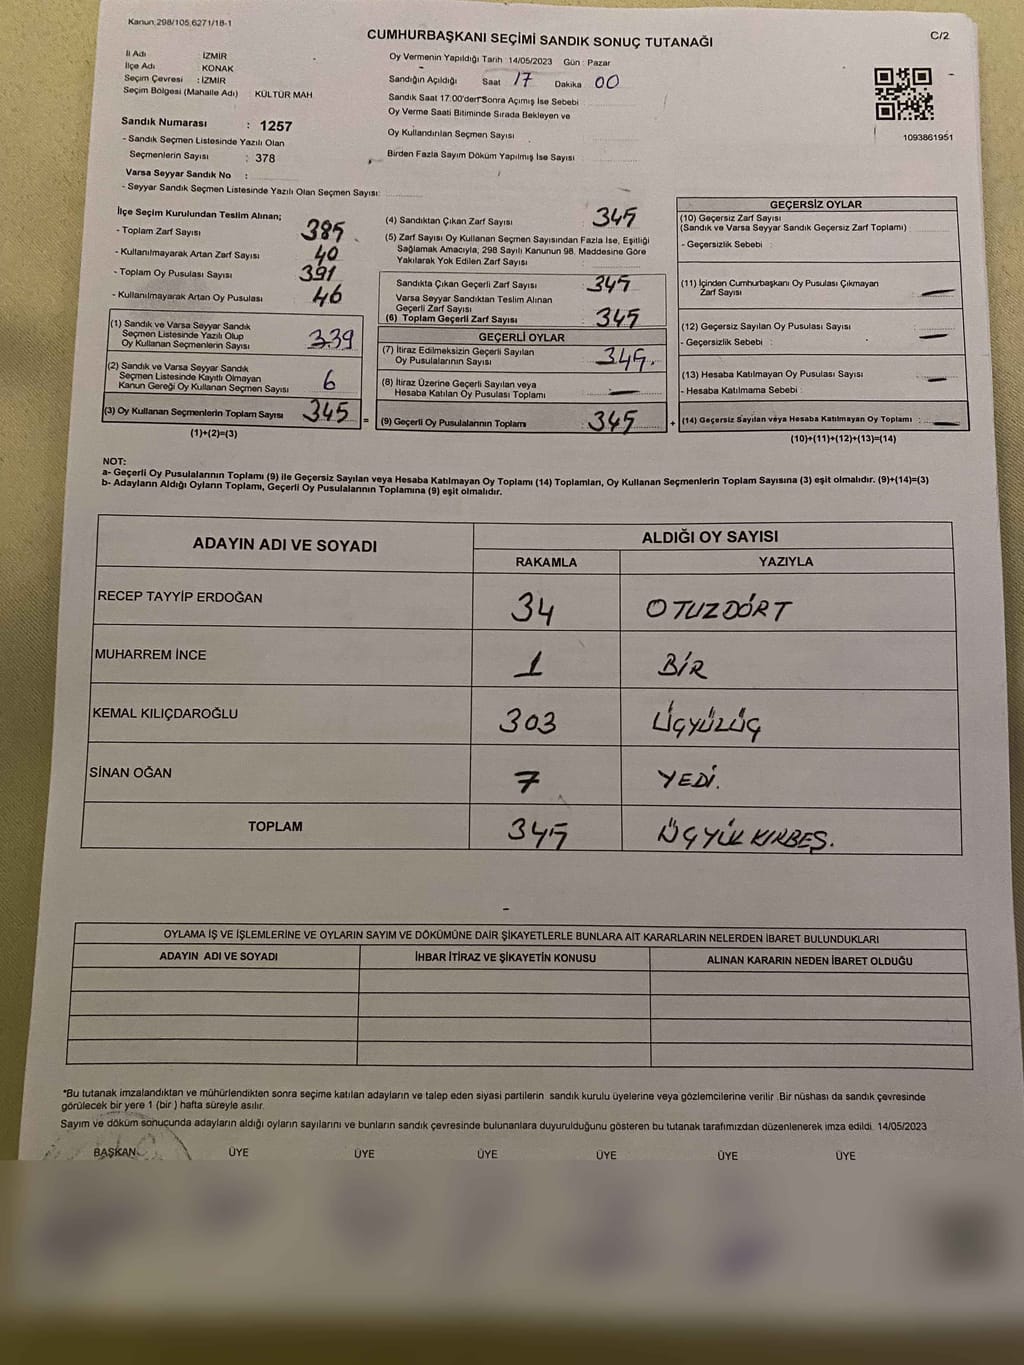 Kanun 298/105,6271/18-1
C/2
CUMHURBAŞKANI SEÇİMİ SANDIK SONUÇ TUTANAĞI
İl Adı İZMİR
İlçe Adı KONAK
Seçim Çevresi : İZMİR
Seçim Bölgesi (Mahalle Adı) : KÜLTÜR MAH
Sandık Numarası : 1257
- Sandık Seçmen Listesinde Yazılı Olan
Seçmenlerin Sayısı : 378
Varsa Seyyar Sandık No :
- Seyyar Sandık Seçmen Listesinde Yazılı Olan Seçmen Sayısı:
Oy Vermenin Yapıldığı Tarih 14/05/2023 Gün : Pazar
Sandığın Açıldığı Saat 17 Dakika 00
Sandık Saat 17:00'den Sonra Açımış İse Sebebi
Oy Verme Saati Bitiminde Sırada Bekleyen ve
Oy Kullandırılan Seçmen Sayısı
Birden Fazla Sayım Döküm Yapılmış İse Sayısı
1093861951
İlçe Seçim Kurulundan Teslim Alınan;
- Toplam Zarf Sayısı : 385
- Kullanılmayarak Artan Zarf Sayısı : 40
- Toplam Oy Pusulası Sayısı : 391
- Kullanılmayarak Artan Oy Pusulası : 46
(1) Sandık ve Varsa Seyyar Sandık
Seçmen Listesinde Yazılı Olup
Oy Kullanan Seçmenlerin Sayısı : 339
(2) Sandık ve Varsa Seyyar Sandık
Seçmen Listesinde Kayıtlı Olmayan
Kanun Gereği Oy Kullanan Seçmen Sayısı : 6
(3) Oy Kullanan Seçmenlerin Toplam Sayısı : 345 =
(1)+(2)=(3)
(4) Sandıktan Çıkan Zarf Sayısı : 345
(5) Zarf Sayısı Oy Kullanan Seçmen Sayısından Fazla İse, Eşitliği
Sağlamak Amacıyla, 298 Sayılı Kanunun 98. Maddesine Göre
Yakılarak Yok Edilen Zarf Sayısı
Sandıkta Çıkan Geçerli Zarf Sayısı : 345
Varsa Seyyar Sandıktan Teslim Alınan
Geçerli Zarf Sayısı
(6) Toplam Geçerli Zarf Sayısı : 345
GEÇERLİ OYLAR
(7) İtiraz Edilmeksizin Geçerli Sayılan
Oy Pusulalarının Sayısı : 345.
(8) İtiraz Üzerine Geçerli Sayılan veya
Hesaba Katılan Oy Pusulası Toplamı : —
(9) Geçerli Oy Pusulalarının Toplamı : 345 +
GEÇERSİZ OYLAR
(10) Geçersiz Zarf Sayısı
(Sandık ve Varsa Seyyar Sandık Geçersiz Zarf Toplamı)
- Geçersizlik Sebebi :
(11) İçinden Cumhurbaşkanı Oy Pusulası Çıkmayan
Zarf Sayısı —
(12) Geçersiz Sayılan Oy Pusulası Sayısı —
- Geçersizlik Sebebi :
(13) Hesaba Katılmayan Oy Pusulası Sayısı —
- Hesaba Katılmama Sebebi :
(14) Geçersiz Sayılan veya Hesaba Katılmayan Oy Toplamı : —
(10)+(11)+(12)+(13)=(14)
NOT:
a- Geçerli Oy Pusulalarının Toplamı (9) ile Geçersiz Sayılan veya Hesaba Katılmayan Oy Toplamı (14) Toplamları, Oy Kullanan Seçmenlerin Toplam Sayısına (3) eşit olmalıdır. (9)+(14)=(3)
b- Adayların Aldığı Oyların Toplamı, Geçerli Oy Pusulalarının Toplamına (9) eşit olmalıdır.
ADAYIN ADI VE SOYADI ALDIĞI OY SAYISI
RAKAMLA YAZIYLA
RECEP TAYYİP ERDOĞAN 34 OTUZDÖRT
MUHARREM İNCE 1 BİR
KEMAL KILIÇDAROĞLU 303 ÜÇYÜZÜÇ
SİNAN OĞAN 7 YEDİ.
TOPLAM 345 ÜÇYÜKKIRBEŞ.
OYLAMA İŞ VE İŞLEMLERİNE VE OYLARIN SAYIM VE DÖKÜMÜNE DAİR ŞİKAYETLERLE BUNLARA AİT KARARLARIN NELERDEN İBARET BULUNDUKLARI
ADAYIN ADI VE SOYADI İHBAR İTİRAZ VE ŞİKAYETİN KONUSU ALINAN KARARIN NEDEN İBARET OLDUĞU
*Bu tutanak imzalandıktan ve mühürlendikten sonra seçime katılan adayların ve talep eden siyasi partilerin sandık kurulu üyelerine veya gözlemcilerine verilir .Bir nüshası da sandık çevresinde
görülecek bir yere 1 (bir ) hafta süreyle asılır.
Sayım ve döküm sonucunda adayların aldığı oyların sayılarını ve bunların sandık çevresinde bulunanlara duyurulduğunu gösteren bu tutanak tarafımızdan düzenlenerek imza edildi. 14/05/2023
BAŞKAN ÜYE ÜYE ÜYE ÜYE ÜYE ÜYE